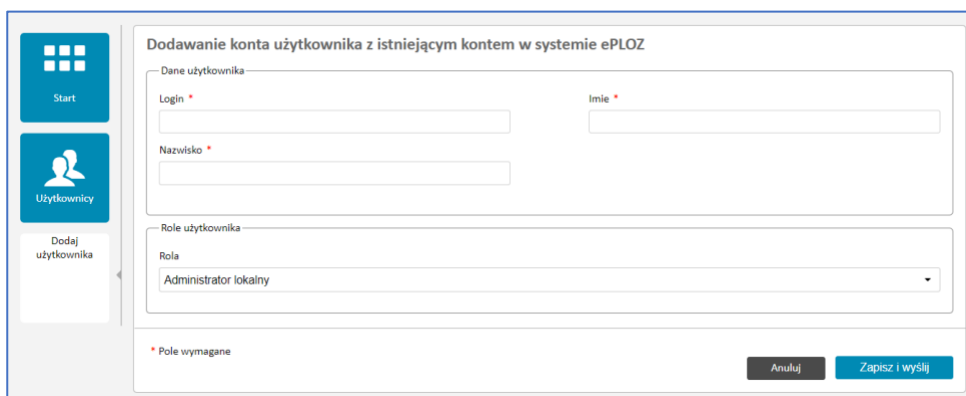 Start
Użytkownicy
Dodaj
użytkownika
Dodawanie konta użytkownika z istniejącym kontem w systemie ePLOZ
Dane użytkownika
Login *
Imie *
Nazwisko *
Role użytkownika
Rola
Administrator lokalny
* Pole wymagane
Anuluj
Zapisz i wyślij